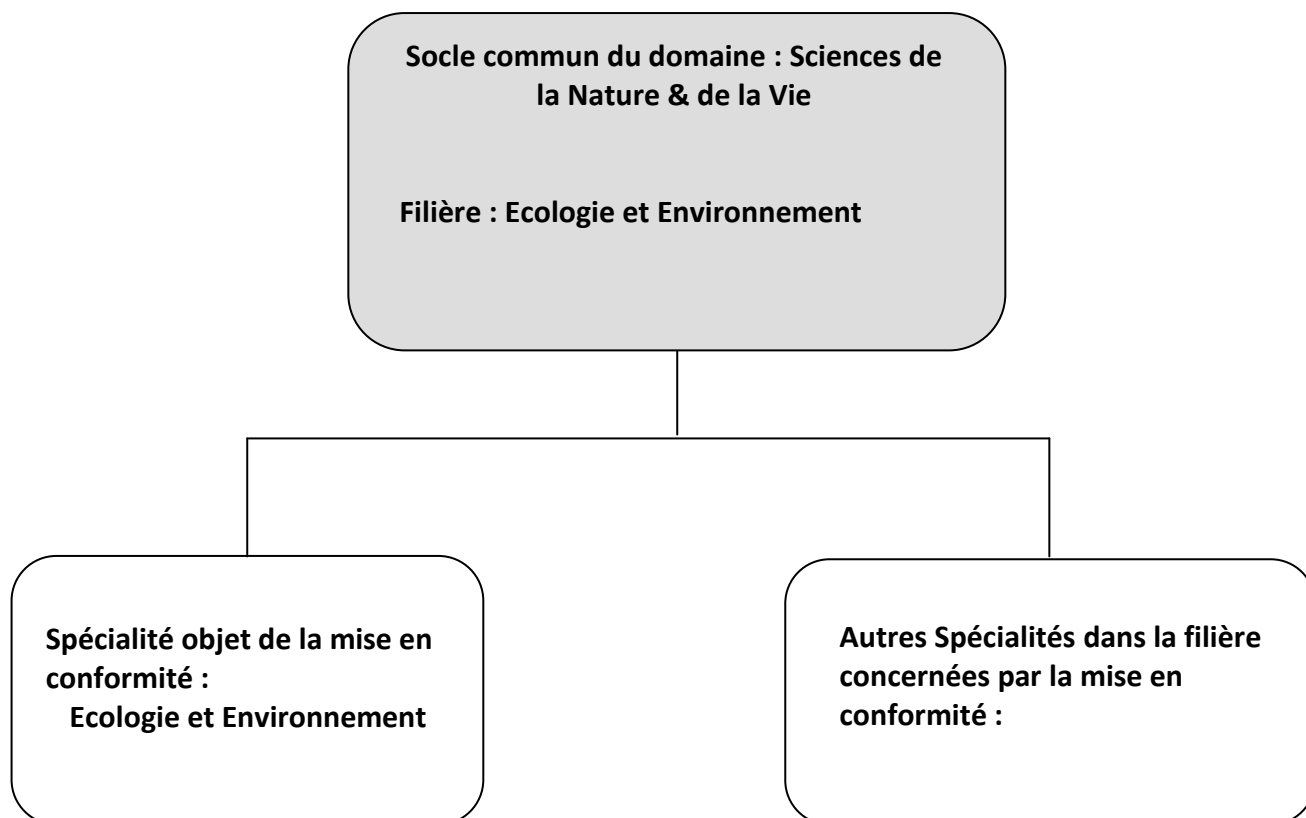 Socle commun du domaine : Sciences de
la Nature & de la Vie
Filière : Ecologie et Environnement
Spécialité objet de la mise en
conformité :
Ecologie et Environnement
Autres Spécialités dans la filière
concernées par la mise en
conformité :